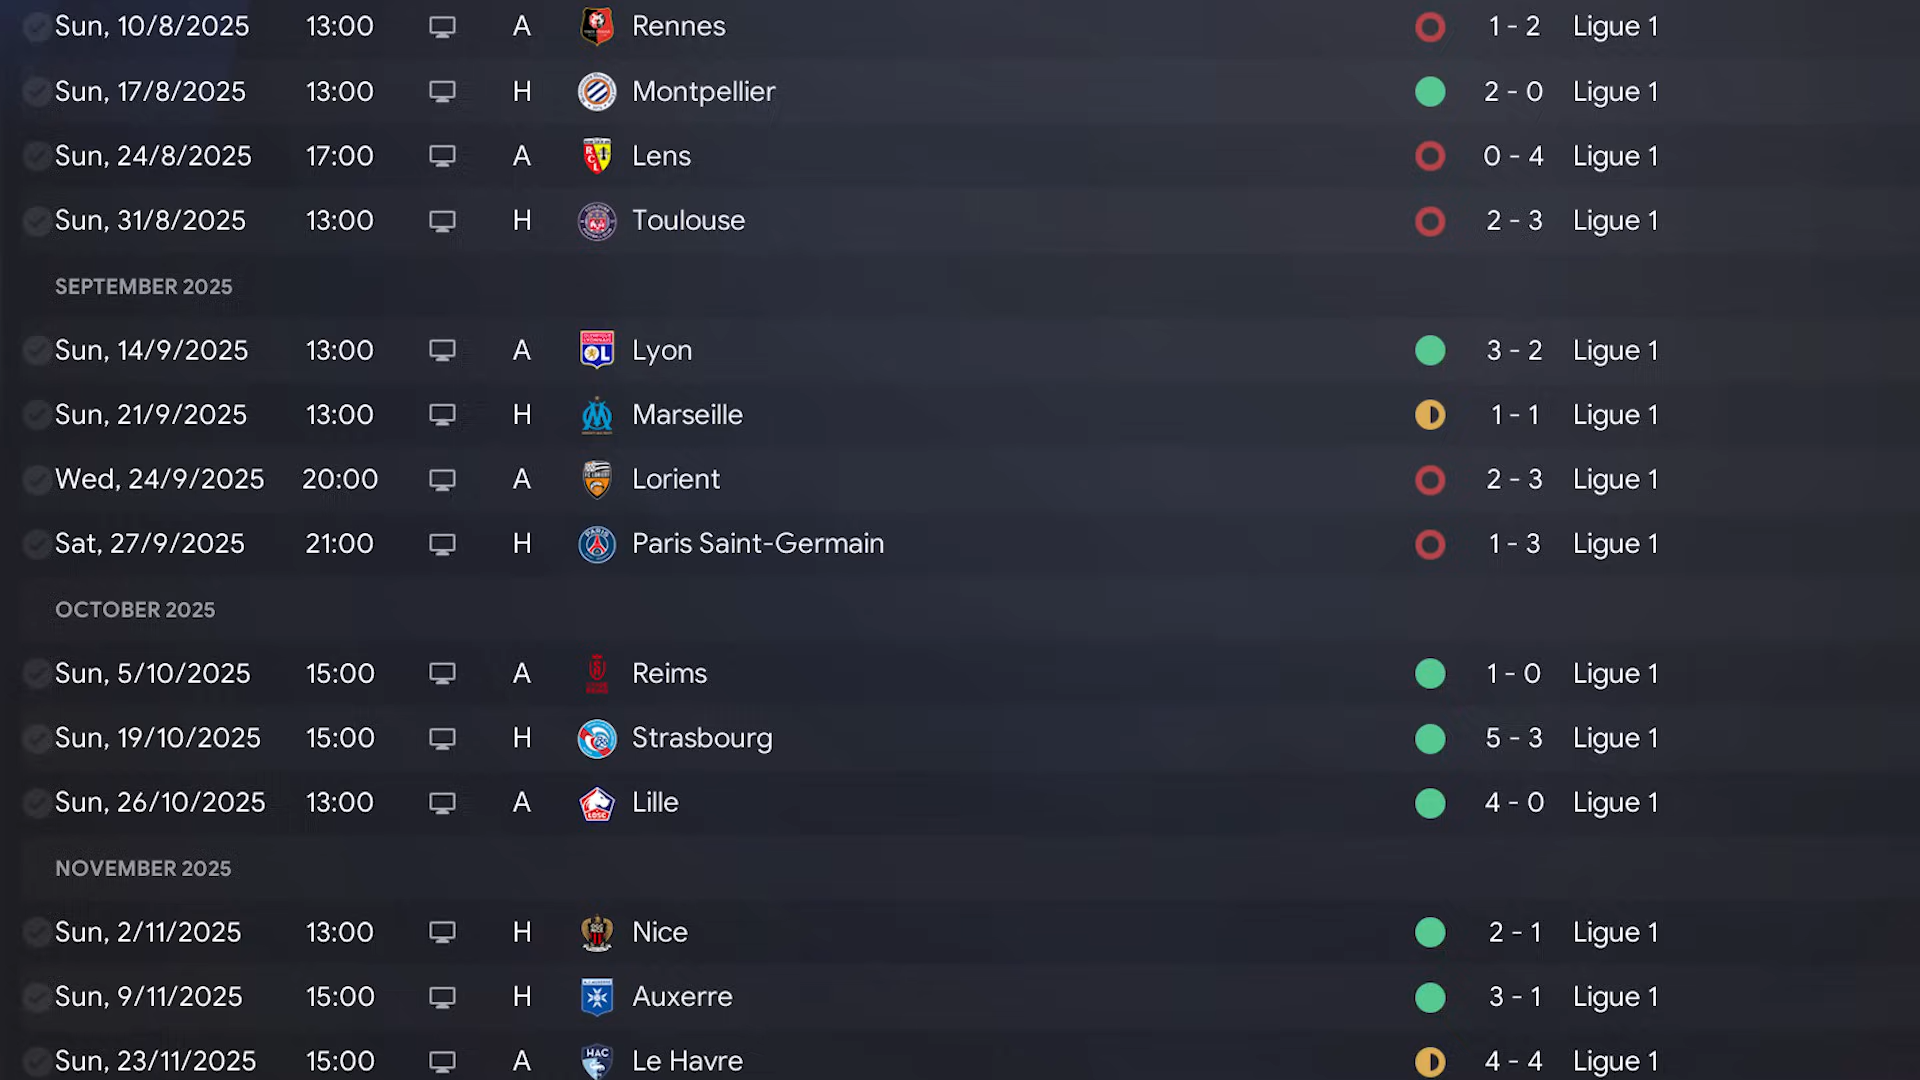 Sun, 10/8/2025 13:00 A Rennes 1 - 2 Ligue 1
Sun, 17/8/2025 13:00 H Montpellier 2 - 0 Ligue 1
Sun, 24/8/2025 17:00 A RCL Lens 0 - 4 Ligue 1
Sun, 31/8/2025 13:00 H Toulouse 2 - 3 Ligue 1
SEPTEMBER 2025
Sun, 14/9/2025 13:00 A OL Lyon 3 - 2 Ligue 1
Sun, 21/9/2025 13:00 H Marseille 1 - 1 Ligue 1
Wed, 24/9/2025 20:00 A Lorient 2 - 3 Ligue 1
Sat, 27/9/2025 21:00 H PARIS Paris Saint-Germain 1 - 3 Ligue 1
OCTOBER 2025
Sun, 5/10/2025 15:00 A Reims 1 - 0 Ligue 1
Sun, 19/10/2025 15:00 H Strasbourg 5 - 3 Ligue 1
Sun, 26/10/2025 13:00 A LOSC Lille 4 - 0 Ligue 1
NOVEMBER 2025
Sun, 2/11/2025 13:00 H Nice 2 - 1 Ligue 1
Sun, 9/11/2025 15:00 H Auxerre 3 - 1 Ligue 1
Sun, 23/11/2025 15:00 A HAC Le Havre 4 - 4 Ligue 1